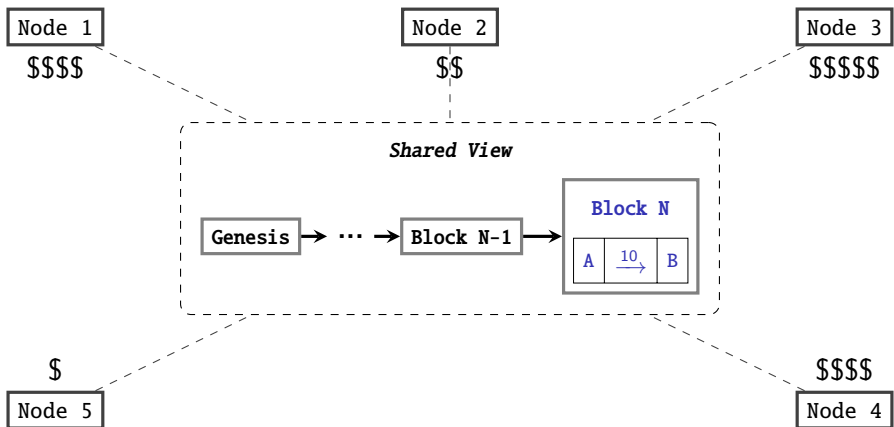 Node 1
Node 2
Node 3
$$$$
$$
$$$$$
Shared View
Genesis
...
Block N-1
Block N
A
10
B
$
$$$$
Node 5
Node 4